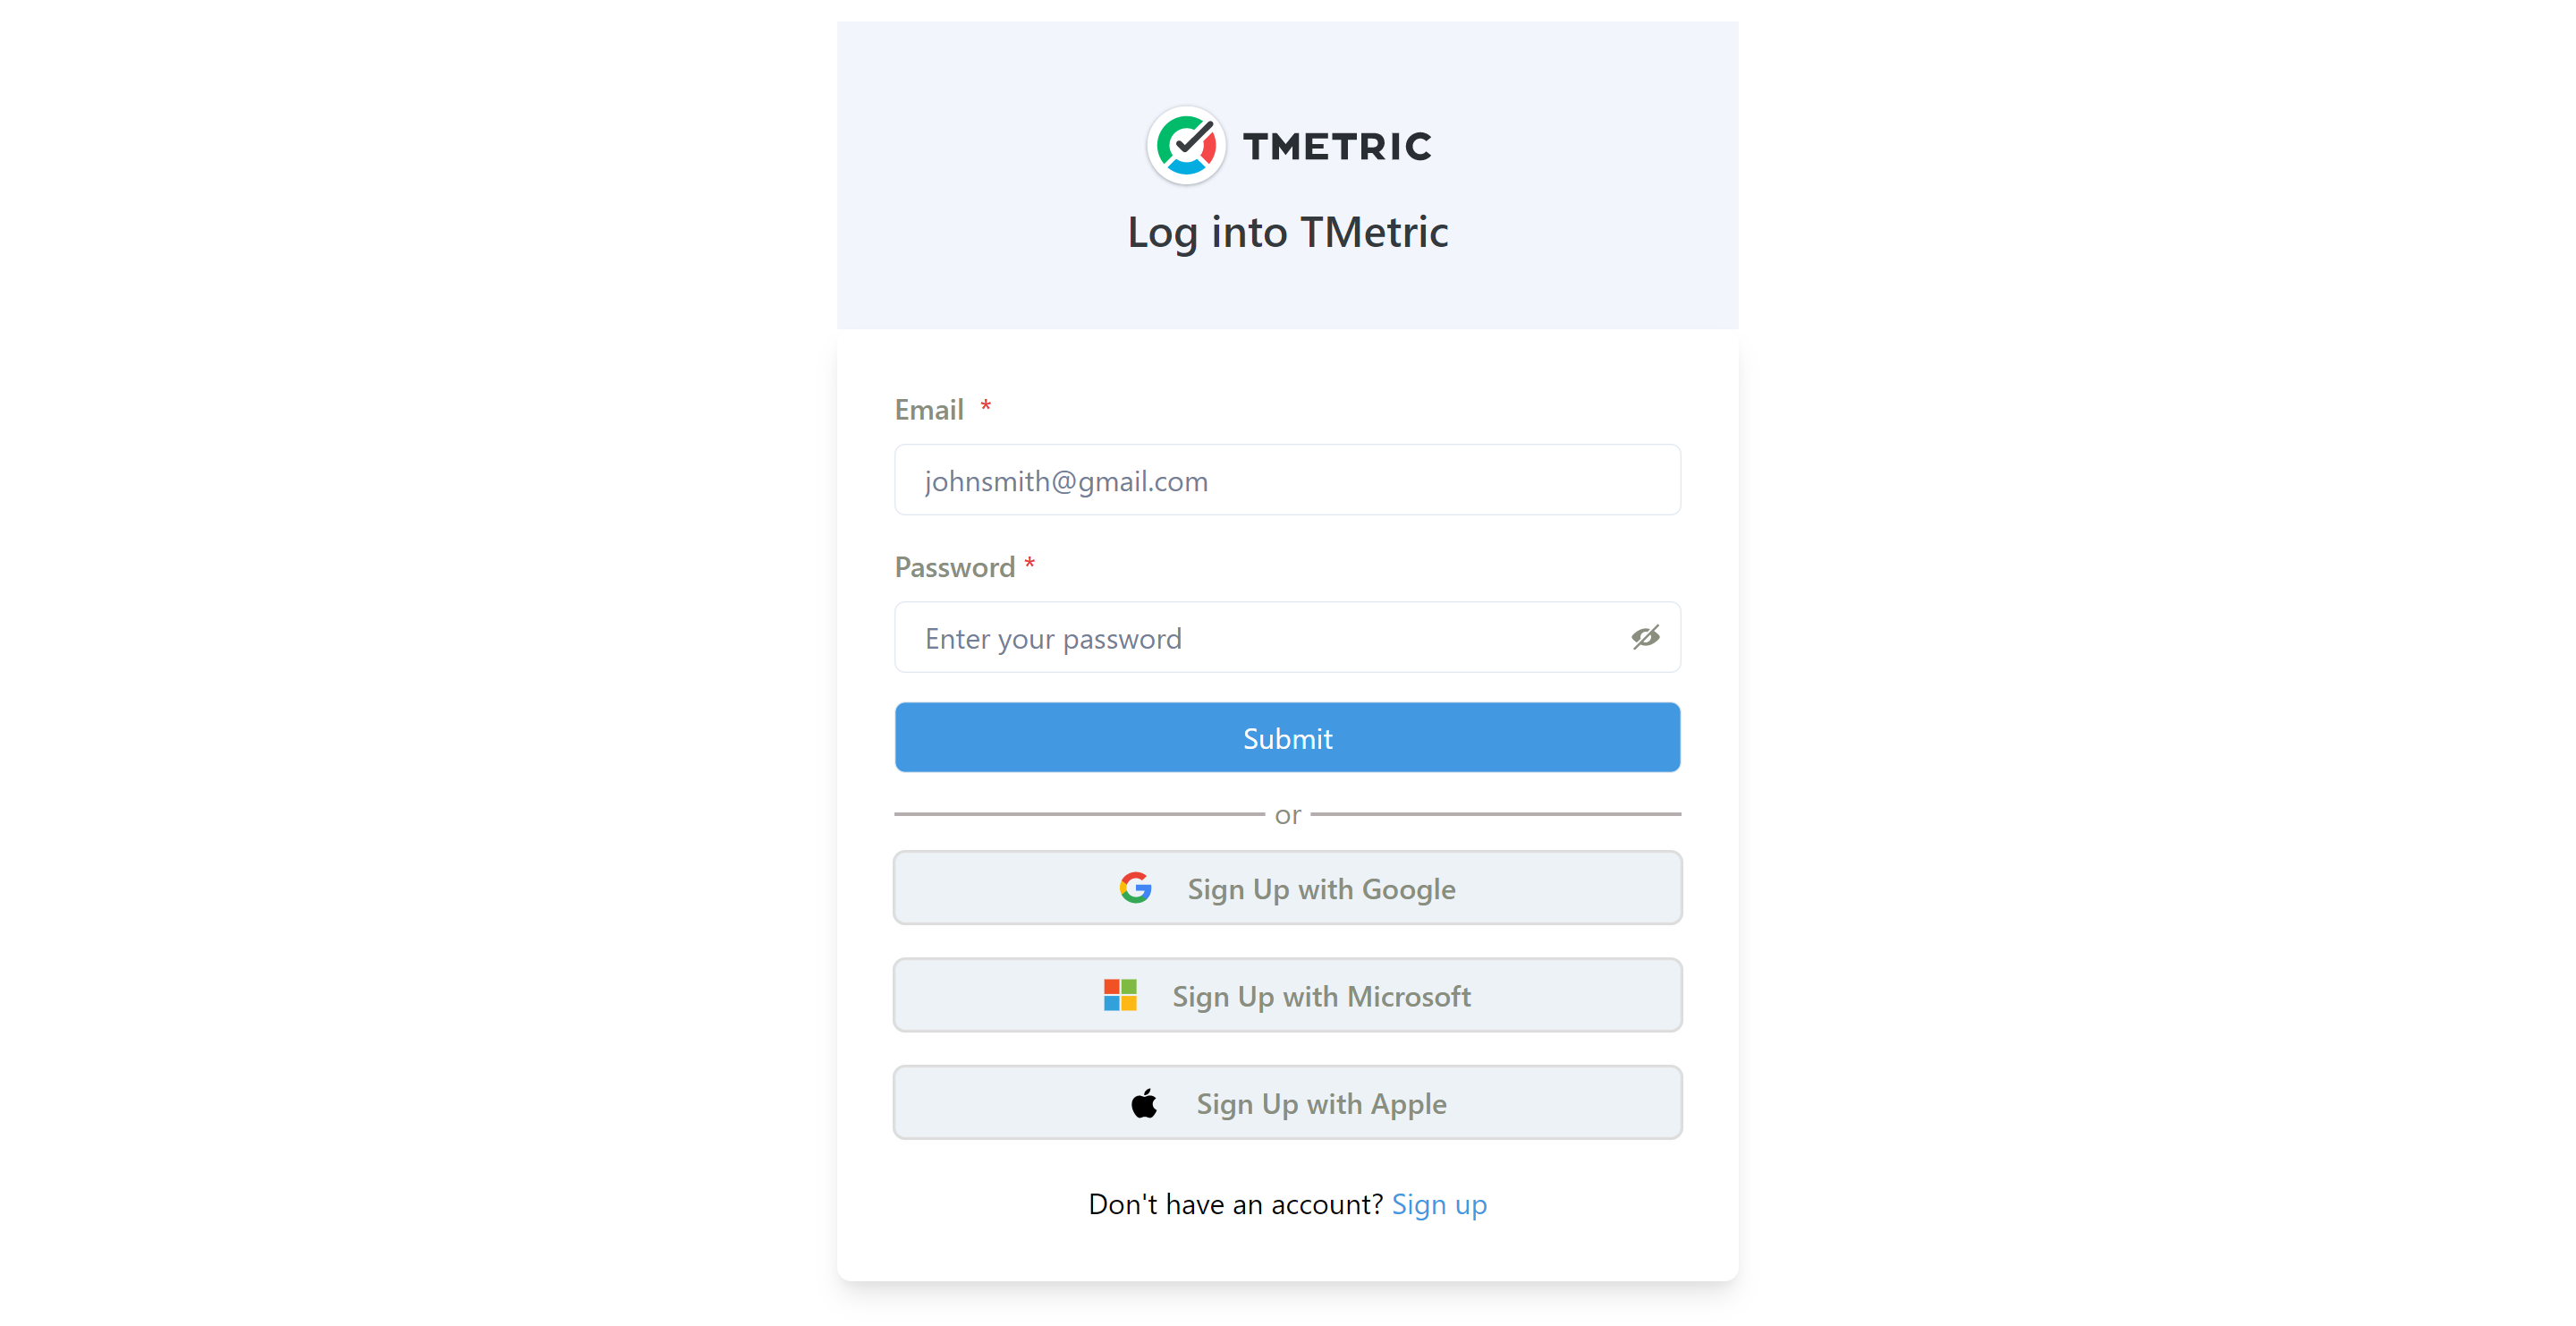 TMETRIC
Log into TMetric
Email *
johnsmith@gmail.com
Password *
Enter your password
Submit
or
Sign Up with Google
Sign Up with Microsoft
Sign Up with Apple
Don't have an account? Sign up